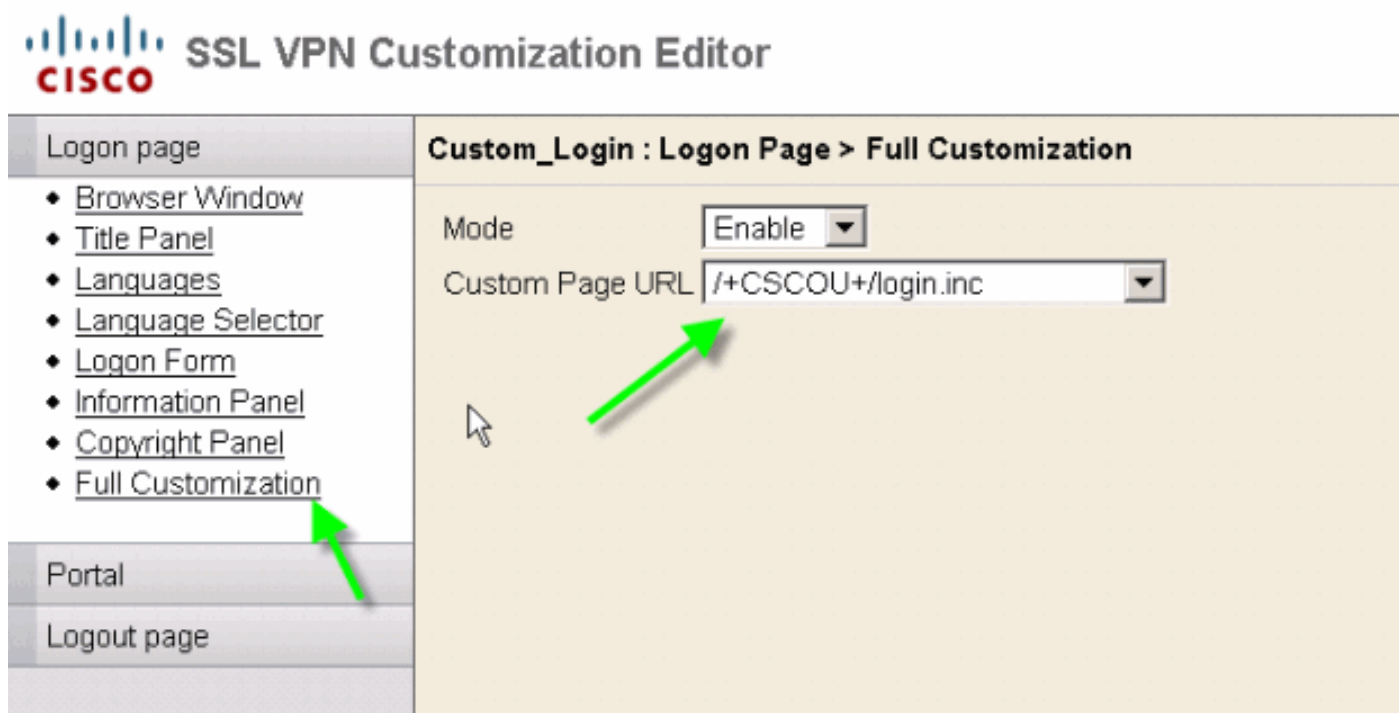 CISCO
SSL VPN Customization Editor
Logon page
Browser Window
Title Panel
Languages
Language Selector
Logon Form
Information Panel
Copyright Panel
Full Customization
Portal
Logout page
Custom_Login : Logon Page > Full Customization
Mode Enable
Custom Page URL /+CSCOU+/login.inc